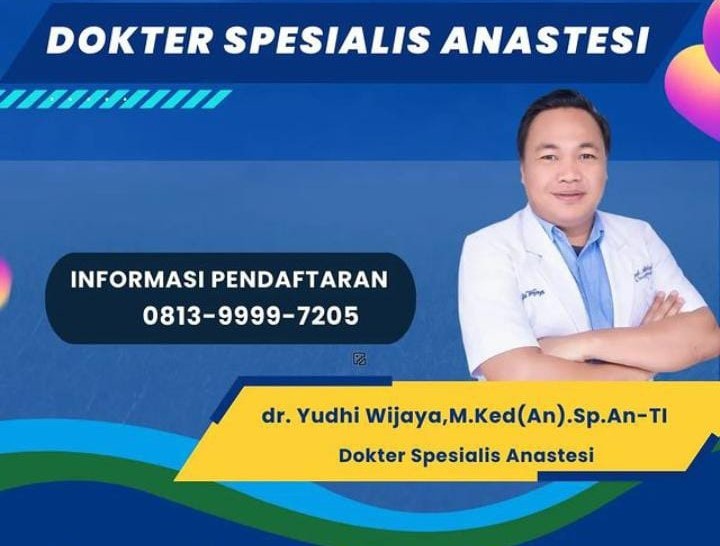 DOKTER SPESIALIS ANASTESI
INFORMASI PENDAFTARAN
0813-9999-7205
dr. Yudhi Wijaya,M.Ked(An).Sp.An-TI
Dokter Spesialis Anastesi